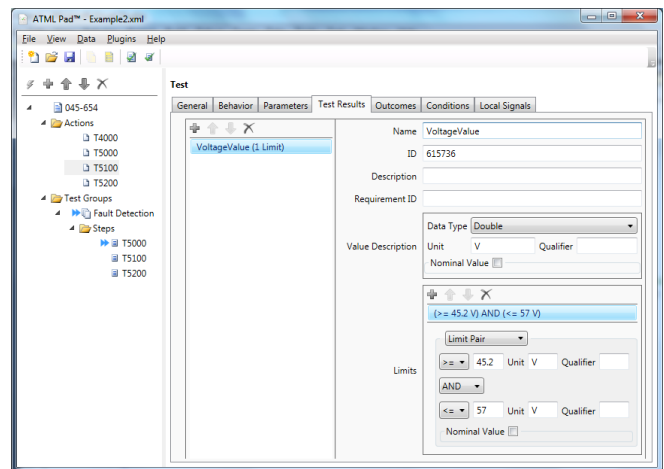 ATML Pad™ - Example2.xml
File View Data Plugins Help
Test
045-654
Actions
T4000
T5000
T5100
T5200
Test Groups
Fault Detection
Steps
T5000
T5100
T5200
General Behavior Parameters Test Results Outcomes Conditions Local Signals
VoltageValue (1 Limit)
Name VoltageValue
ID 615736
Description
Requirement ID
Value Description
Data Type Double
Unit V Qualifier
Nominal Value
Limits
(>= 45.2 V) AND (<= 57 V)
Limit Pair
>= 45.2 Unit V Qualifier
AND
<= 57 Unit V Qualifier
Nominal Value